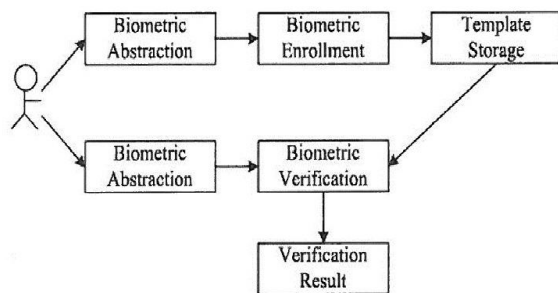 Biometric
Abstraction
Biometric
Enrollment
Template
Storage
Biometric
Abstraction
Biometric
Verification
Verification
Result